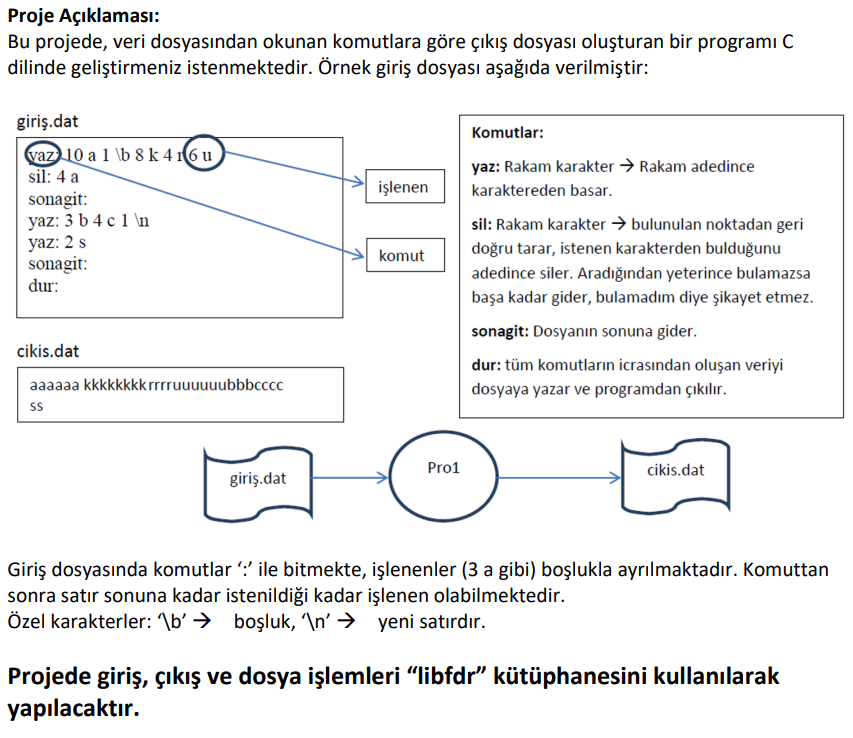 Proje Açıklaması:
Bu projede, veri dosyasından okunan komutlara göre çıkış dosyası oluşturan bir programı C
dilinde geliştirmeniz istenmektedir. Örnek giriş dosyası aşağıda verilmiştir:
giriş.dat
yaz: 10 a 1 \b 8 k 4 r 6 u
sil: 4 a
sonagit:
yaz: 3 b 4 c 1 \n
yaz: 2 s
sonagit:
dur:
işlenen
komut
cikis.dat
aaaaaa kkkkkkkkrrrruuuuuubbbcccc
ss
Komutlar:
yaz: Rakam karakter → Rakam adedince
karaktereden basar.
sil: Rakam karakter → bulunulan noktadan geri
doğru tarar, istenen karakterden bulduğunu
adedince siler. Aradığından yeterince bulamazsa
başa kadar gider, bulamadım diye şikayet etmez.
sonagit: Dosyanın sonuna gider.
dur: tüm komutların icrasından oluşan veriyi
dosyaya yazar ve programdan çıkılır.
giriş.dat
Pro1
cikis.dat
Giriş dosyasında komutlar ‘:’ ile bitmekte, işlenenler (3 a gibi) boşlukla ayrılmaktadır. Komuttan
sonra satır sonuna kadar istenildiği kadar işlenen olabilmektedir.
Özel karakterler: ‘\b’ → boşluk, ‘\n’ → yeni satırdır.
Projede giriş, çıkış ve dosya işlemleri “libfdr” kütüphanesini kullanılarak
yapılacaktır.